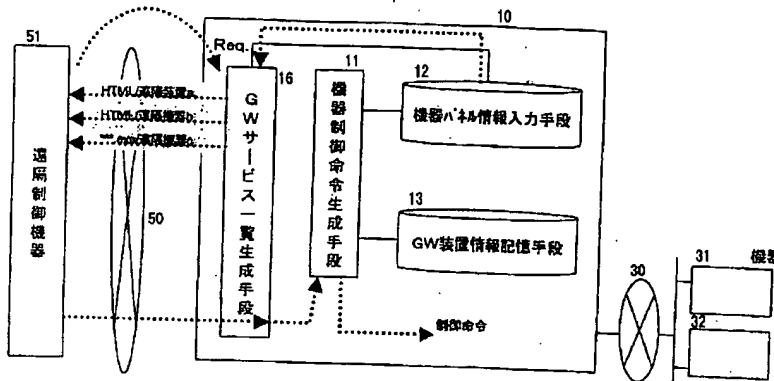 51
10
Req.
16
11
12
機器パネル情報入力手段
GWサービス一覧生成手段
機器制御命令生成手段
遠隔制御機器
50
13
GW装置情報記憶手段
制御命令
30
31
機器
32